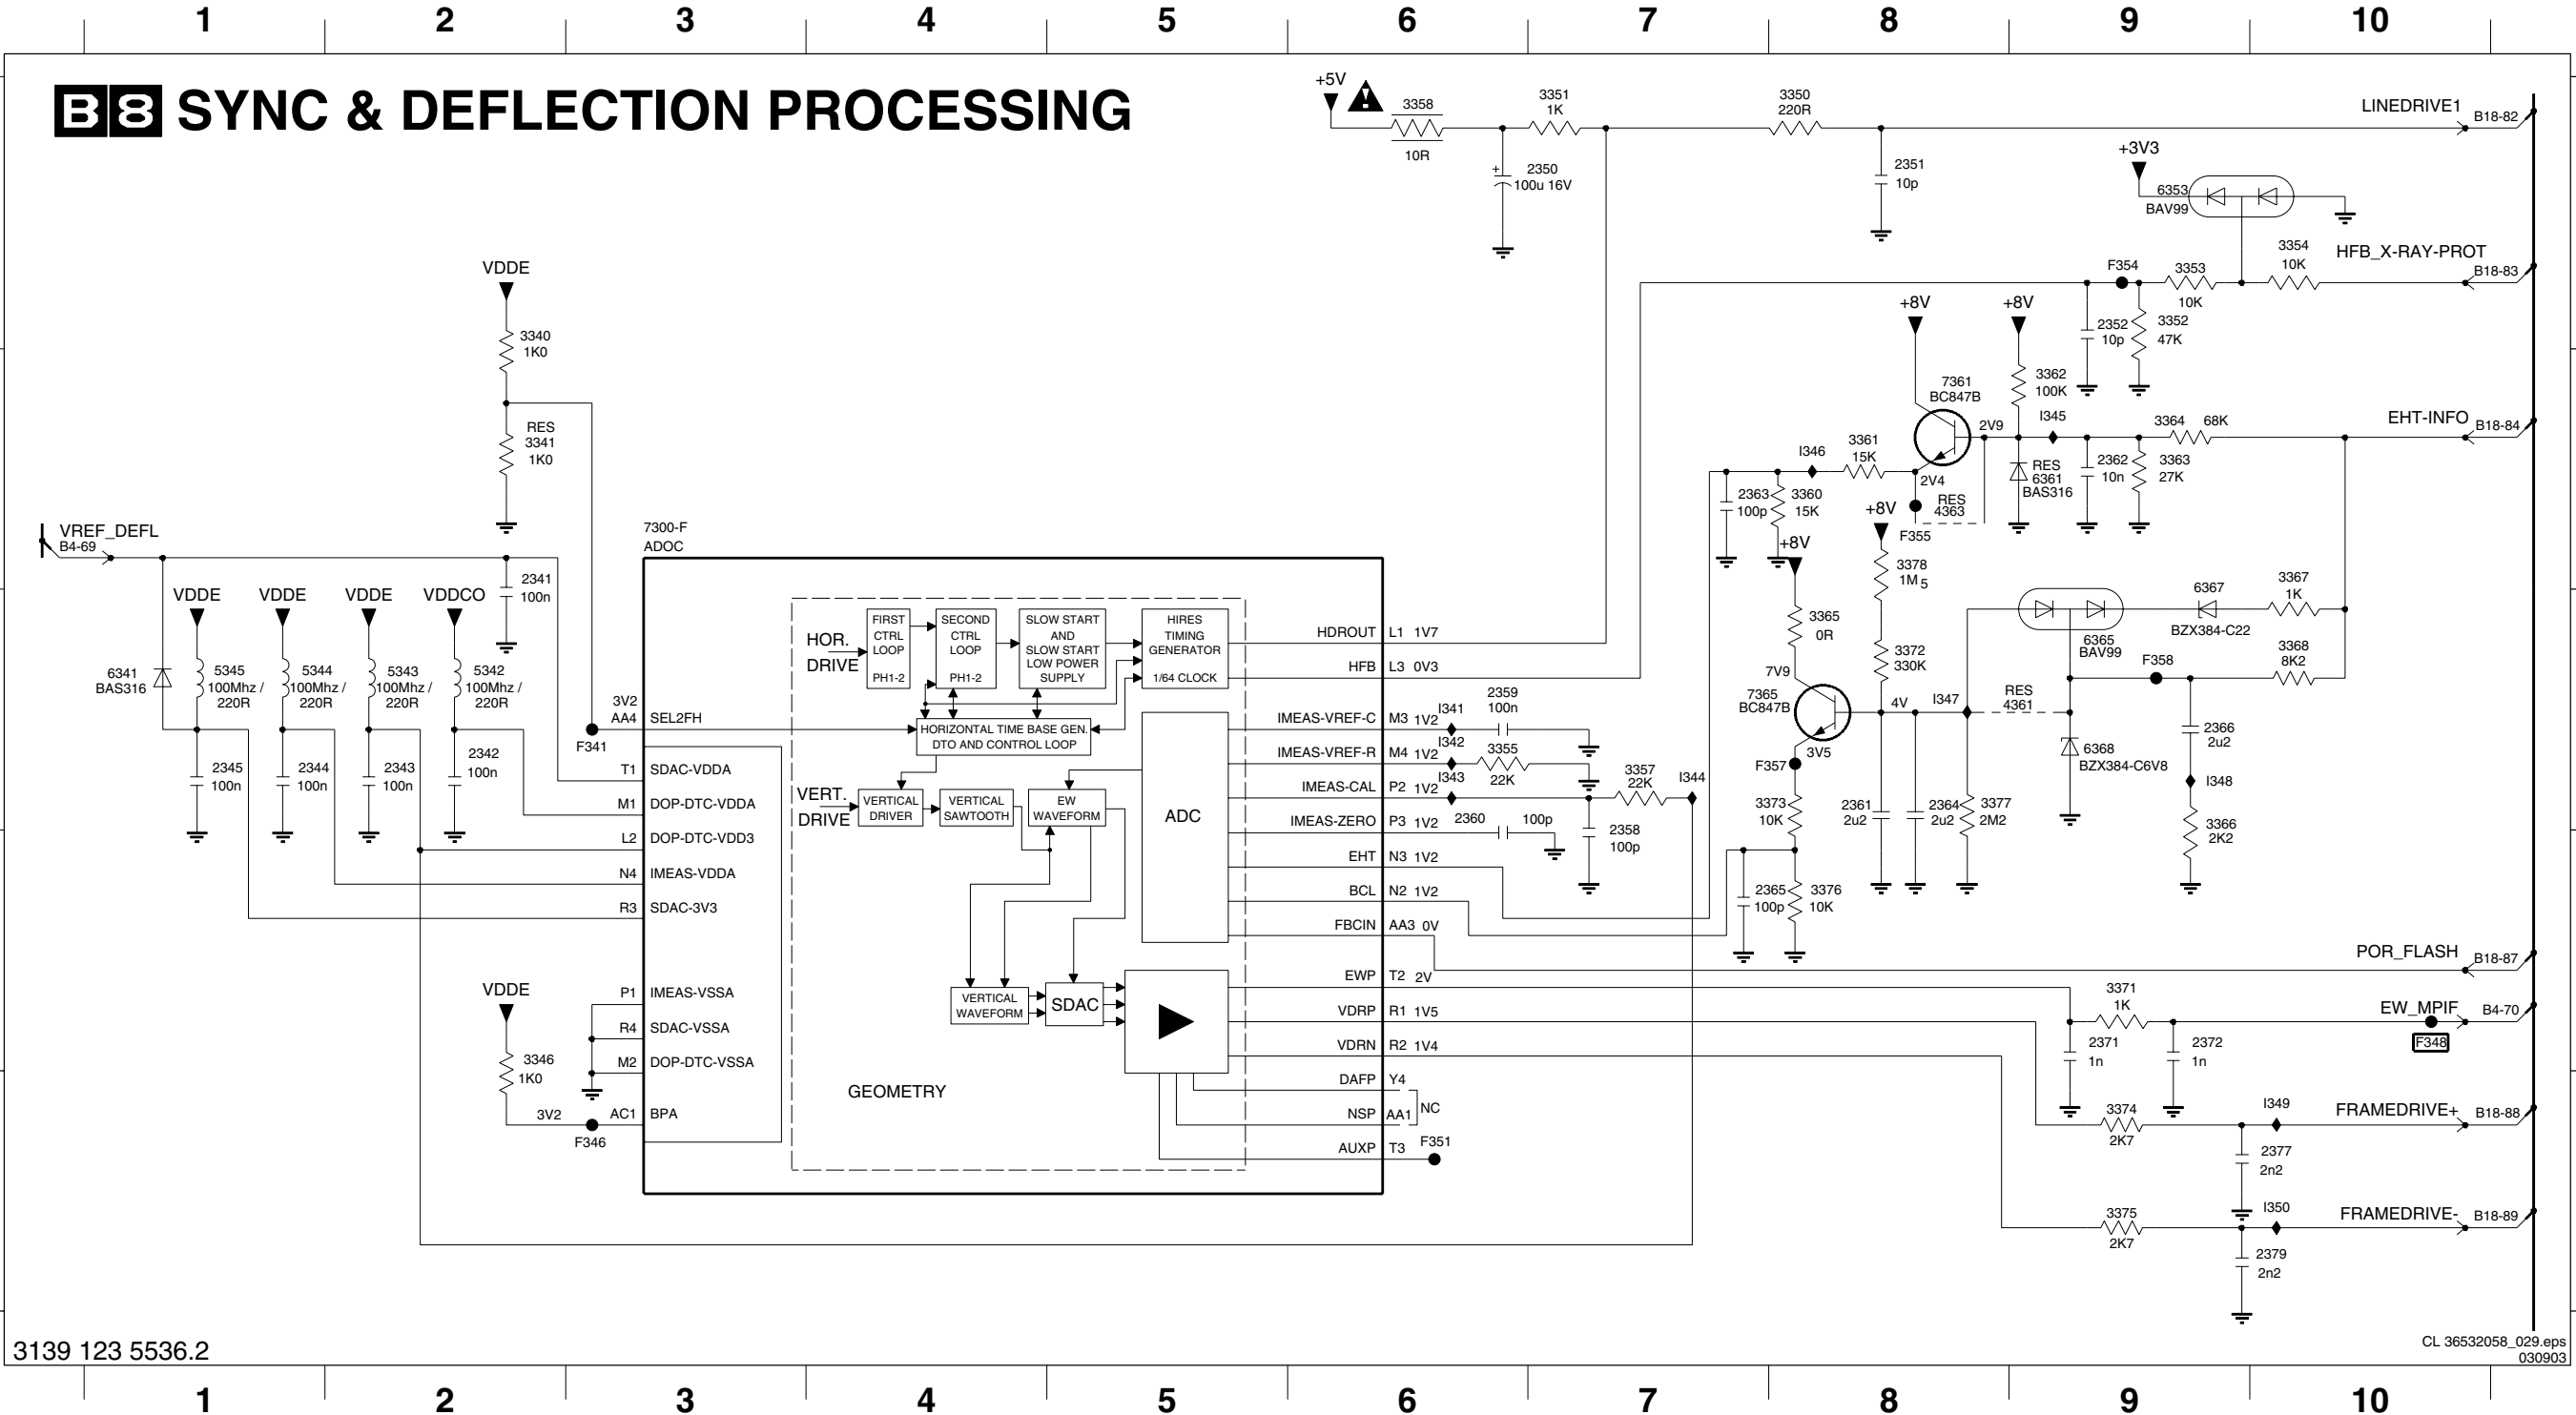 1 2 3 4 5 6 7 8 9 10
B8 SYNC & DEFLECTION PROCESSING
+5V
3358
10R
3351
1K
3350
220R
LINEDRIVE1
B18-82
+
2350
100u 16V
2351
10p
+3V3
6353
BAV99
VDDE
3340
1K0
RES
3341
1K0
F354
3353
10K
3354
10K
HFB_X-RAY-PROT
B18-83
+8V
+8V
2352
10p
3352
47K
7361
BC847B
3362
100K
2V9
I345
3364 68K
EHT-INFO
B18-84
I346
3361
15K
2V4
RES
4363
RES
6361
BAS316
2362
10n
3363
27K
2363
100p
3360
15K
+8V
F355
VREF_DEFL
B4-69
2341
100n
VDDE
VDDE
VDDE
VDDCO
6341
BAS316
5345
100Mhz /
220R
5344
100Mhz /
220R
5343
100Mhz /
220R
5342
100Mhz /
220R
2345
100n
2344
100n
2343
100n
2342
100n
7300-F
ADOC
3V2
AA4 SEL2FH
F341
T1 SDAC-VDDA
M1 DOP-DTC-VDDA
L2 DOP-DTC-VDD3
N4 IMEAS-VDDA
R3 SDAC-3V3
P1 IMEAS-VSSA
R4 SDAC-VSSA
M2 DOP-DTC-VSSA
AC1 BPA
VDDE
3346
1K0
3V2
F346
HOR.
DRIVE
FIRST
CTRL
LOOP
PH1-2
SECOND
CTRL
LOOP
PH1-2
SLOW START
AND
SLOW START
LOW POWER
SUPPLY
HIRES
TIMING
GENERATOR
1/64 CLOCK
HORIZONTAL TIME BASE GEN.
DTO AND CONTROL LOOP
VERT.
DRIVE
VERTICAL
DRIVER
VERTICAL
SAWTOOTH
EW
WAVEFORM
ADC
VERTICAL
WAVEFORM
SDAC
GEOMETRY
HDROUT L1 1V7
HFB L3 0V3
IMEAS-VREF-C M3 1V2
IMEAS-VREF-R M4 1V2
IMEAS-CAL P2 1V2
IMEAS-ZERO P3 1V2
EHT N3 1V2
BCL N2 1V2
FBCIN AA3 0V
EWP T2 2V
VDRP R1 1V5
VDRN R2 1V4
DAFP Y4
NSP AA1
NC
AUXP T3
F351
I341
2359
100n
I342
3355
22K
I343
2360 100p
3357
22K
I344
2358
100p
+8V
3365
0R
7V9
7365
BC847B
3V5
F357
3373
10K
2365
100p
3376
10K
3378
1M5
3372
330K
4V
I347
RES
4361
2361
2u2
2364
2u2
3377
2M2
6365
BAV99
6367
BZX384-C22
3367
1K
F358
3368
8K2
6368
BZX384-C6V8
2366
2u2
I348
3366
2K2
POR_FLASH
B18-87
3371
1K
EW_MPIF
B4-70
F348
2371
1n
2372
1n
3374
2K7
I349
FRAMEDRIVE+
B18-88
2377
2n2
3375
2K7
I350
FRAMEDRIVE-
B18-89
2379
2n2
3139 123 5536.2
CL 36532058_029.eps
030903
1 2 3 4 5 6 7 8 9 10